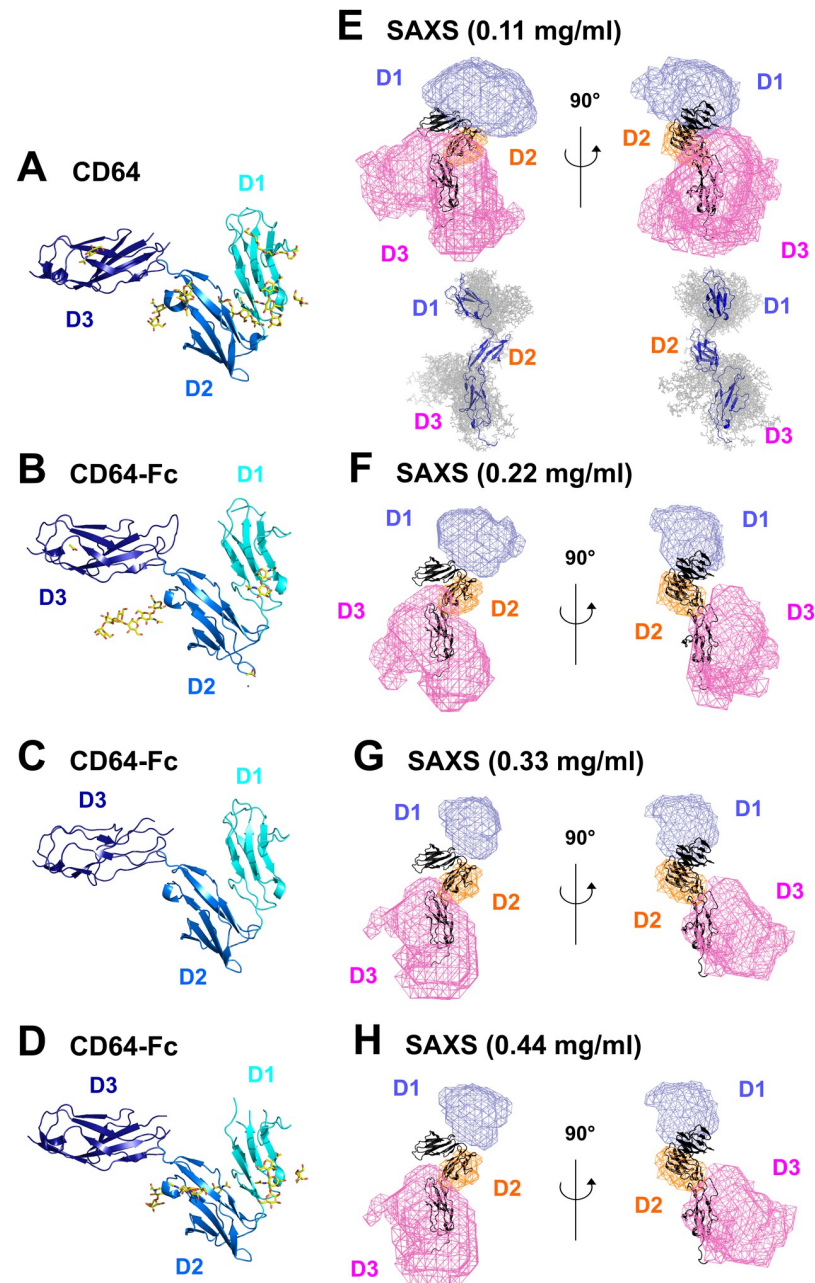 A CD64
D1
D3
D2
B CD64-Fc
D1
D3
D2
C CD64-Fc
D3
D1
D2
D CD64-Fc
D3
D1
D2
E SAXS (0.11 mg/ml)
D1
90°
D1
D2
D2
D3
D3
D1
D1
D2
D2
D3
D3
F SAXS (0.22 mg/ml)
D1
90°
D1
D3
D2
D2
D3
G SAXS (0.33 mg/ml)
D1
90°
D1
D2
D3
D2
D3
H SAXS (0.44 mg/ml)
D1
90°
D1
D2
D3
D2
D3